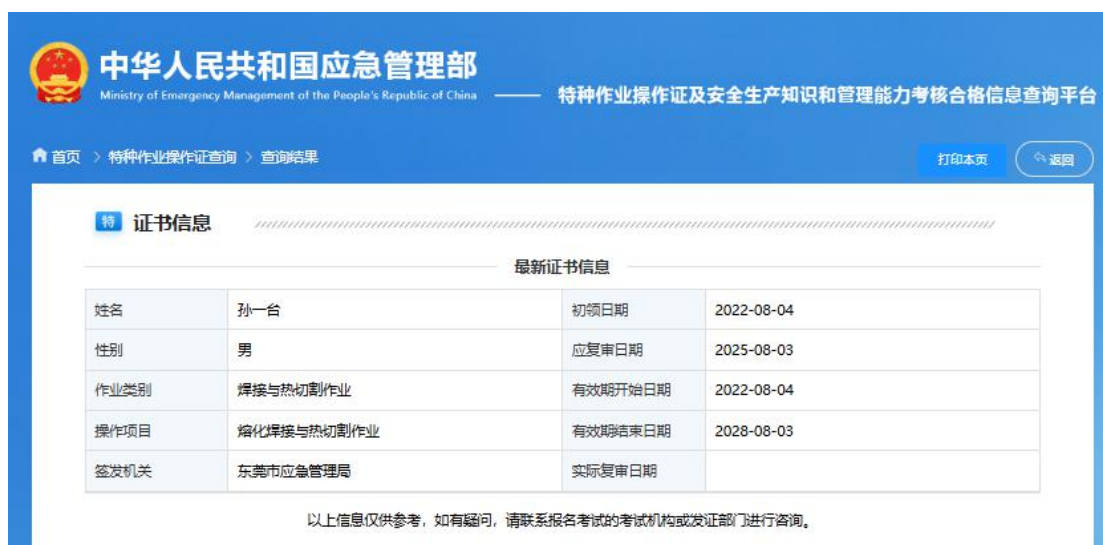 中华人民共和国应急管理部
Ministry of Emergency Management of the People's Republic of China
特种作业操作证及安全生产知识和管理能力考核合格信息查询平台
首页 > 特种作业操作证查询 > 查询结果
打印本页 返回
特 证书信息
最新证书信息
姓名 孙一台 初领日期 2022-08-04
性别 男 应复审日期 2025-08-03
作业类别 焊接与热切割作业 有效期开始日期 2022-08-04
操作项目 熔化焊接与热切割作业 有效期结束日期 2028-08-03
签发机关 东莞市应急管理局 实际复审日期
以上信息仅供参考，如有疑问，请联系报名考试的考试机构或发证部门进行咨询。